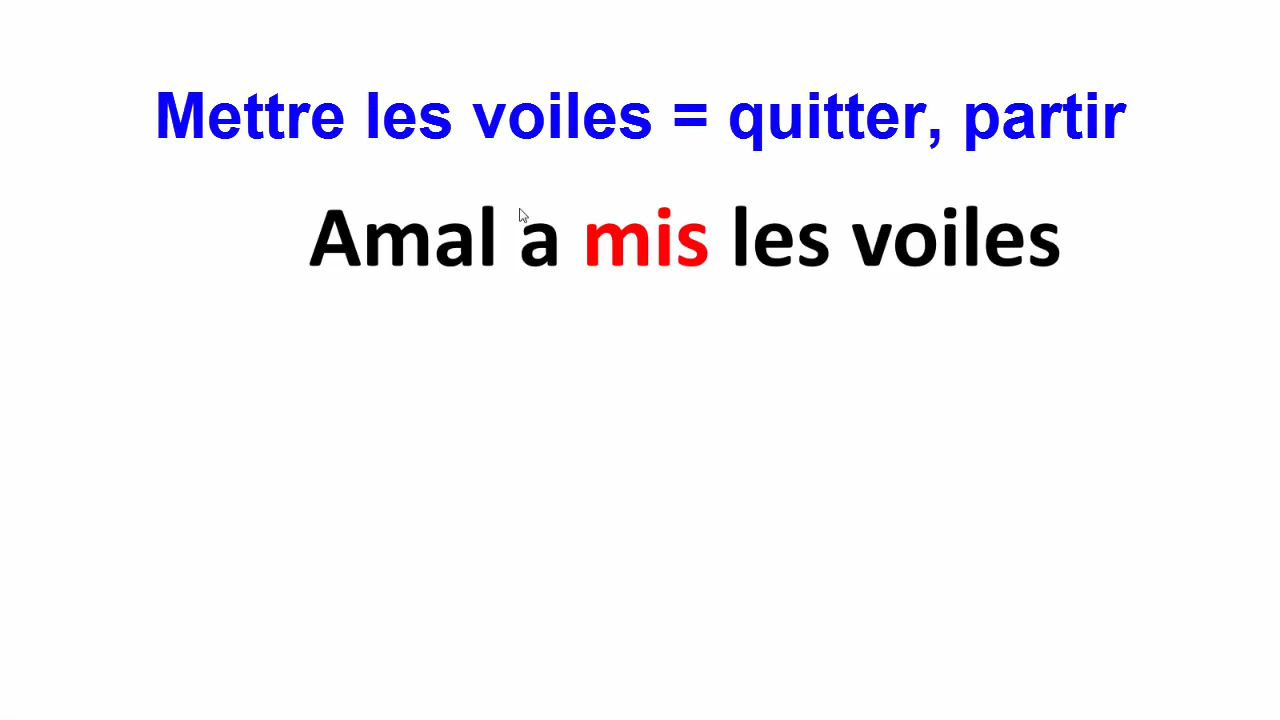 Mettre les voiles = quitter, partir
Amal a mis les voiles